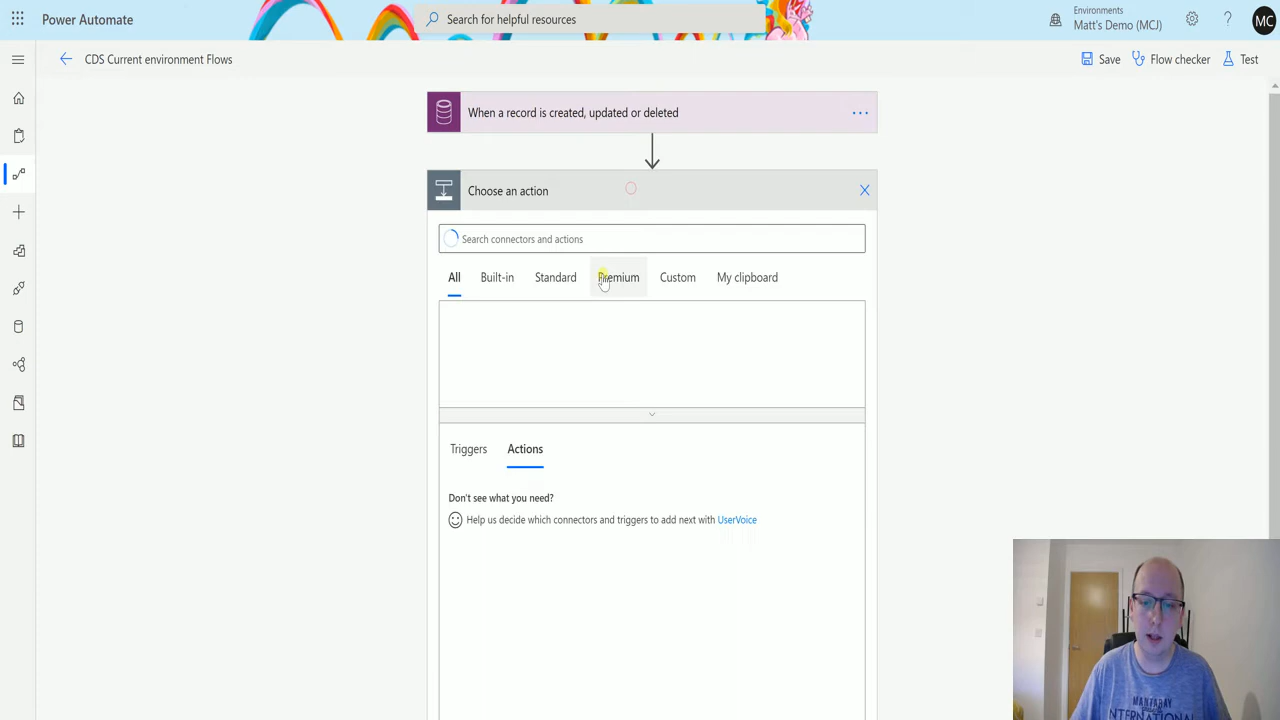 Power Automate
Search for helpful resources
Environments
Matt's Demo (MCJ)
MC
CDS Current environment Flows
Save
Flow checker
Test
When a record is created, updated or deleted
Choose an action
Search connectors and actions
All
Built-in
Standard
Premium
Custom
My clipboard
Triggers
Actions
Don't see what you need?
Help us decide which connectors and triggers to add next with UserVoice
MANTARAY
INTERNATIONAL